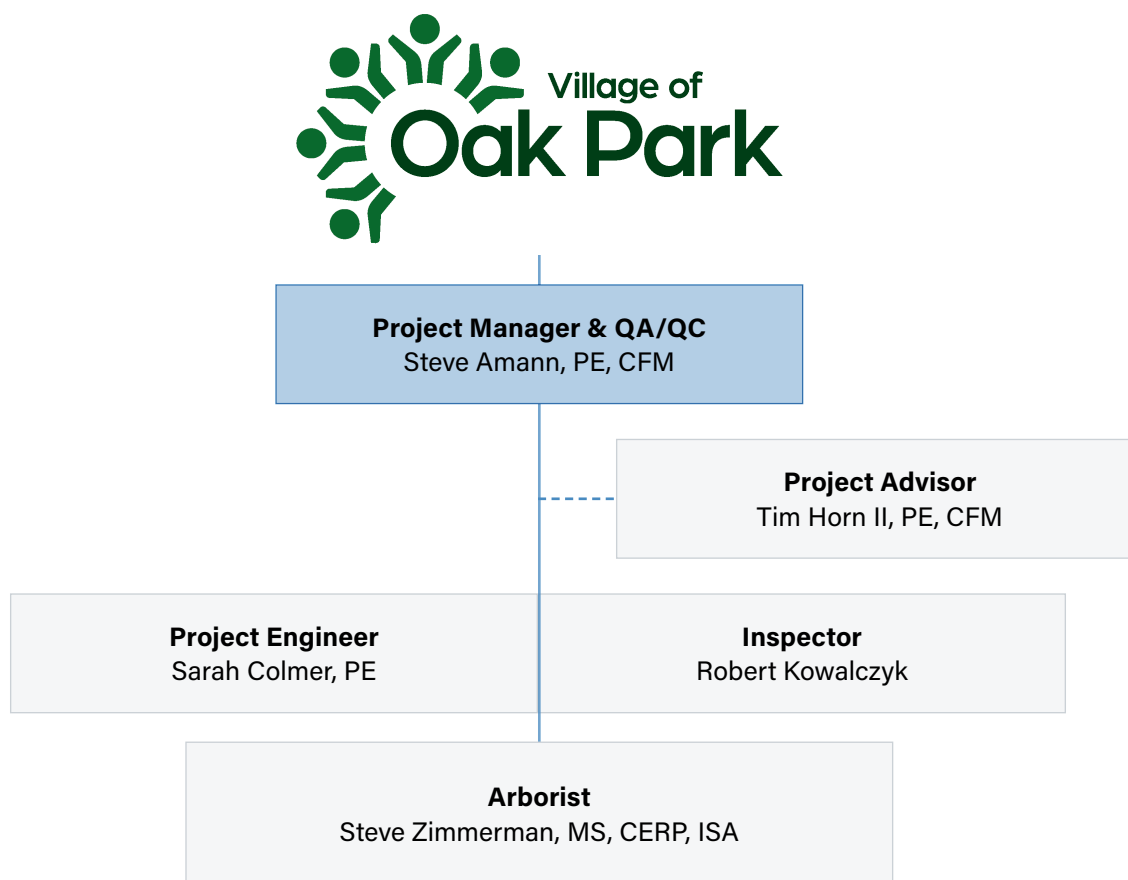 Village of
Oak Park
Project Manager & QA/QC
Steve Amann, PE, CFM
Project Advisor
Tim Horn II, PE, CFM
Project Engineer
Sarah Colmer, PE
Inspector
Robert Kowalczyk
Arborist
Steve Zimmerman, MS, CERP, ISA